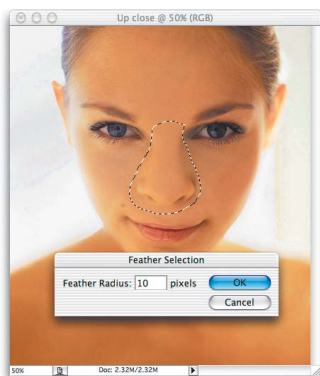 Up close @ 50% (RGB)
Feather Selection
Feather Radius: 10 pixels OK
Cancel
50% Doc: 2.32M/2.32M